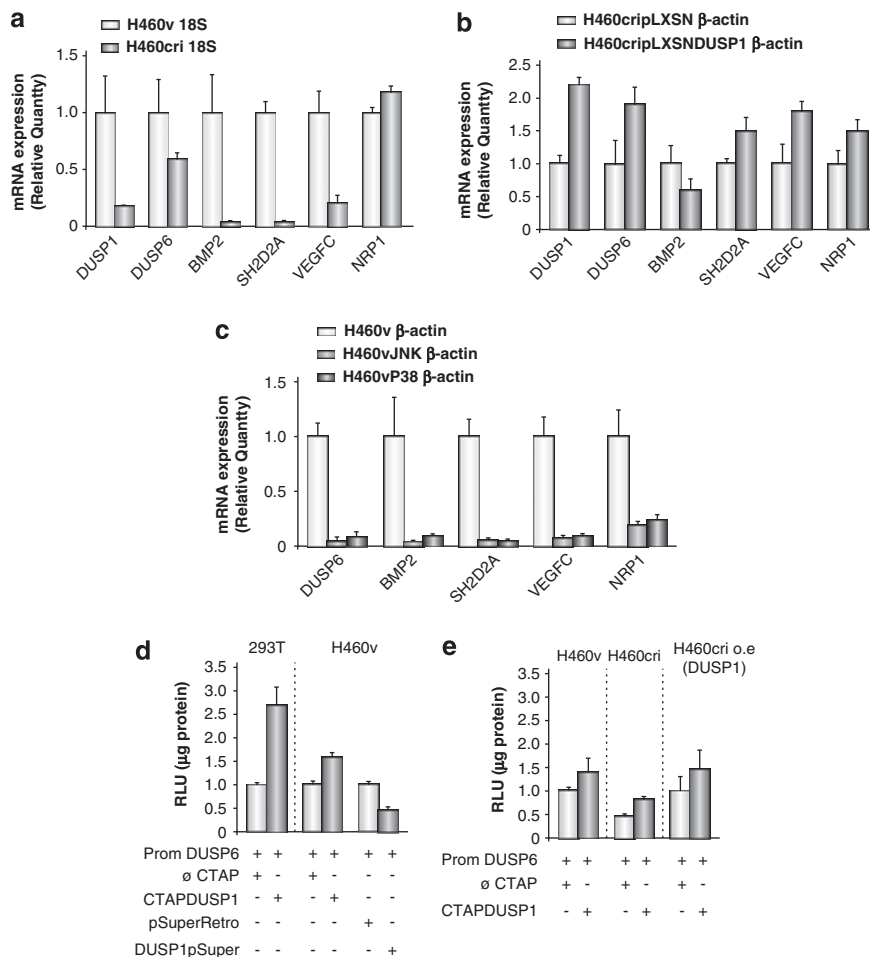 a
H460v 18S
H460cri 18S
mRNA expression
(Relative Quantty)
1.5
1.0
0.5
0
DUSP1
DUSP6
BMP2
SH2D2A
VEGFC
NRP1
b
H460cripLXSN β-actin
H460cripLXSNDUSP1 β-actin
mRNA expression
(Relative Quantty)
2.5
2.0
1.5
1.0
0.5
0
DUSP1
DUSP6
BMP2
SH2D2A
VEGFC
NRP1
c
H460v β-actin
H460vJNK β-actin
H460vP38 β-actin
mRNA expression
(Relative Quantty)
1.5
1.0
0.5
0
DUSP6
BMP2
SH2D2A
VEGFC
NRP1
d
293T H460v
RLU (µg protein)
3.5
3.0
2.5
2.0
1.5
1.0
0.5
0
Prom DUSP6 + + + + + +
ø CTAP + - + - - -
CTAPDUSP1 - + - + - -
pSuperRetro - - - - + -
DUSP1pSuper - - - - - +
e
H460v H460cri H460cri o.e
(DUSP1)
RLU (µg protein)
3.5
3.0
2.5
2.0
1.5
1.0
0.5
0
Prom DUSP6 + + + + + +
ø CTAP + - + - + -
CTAPDUSP1 - + - + - +